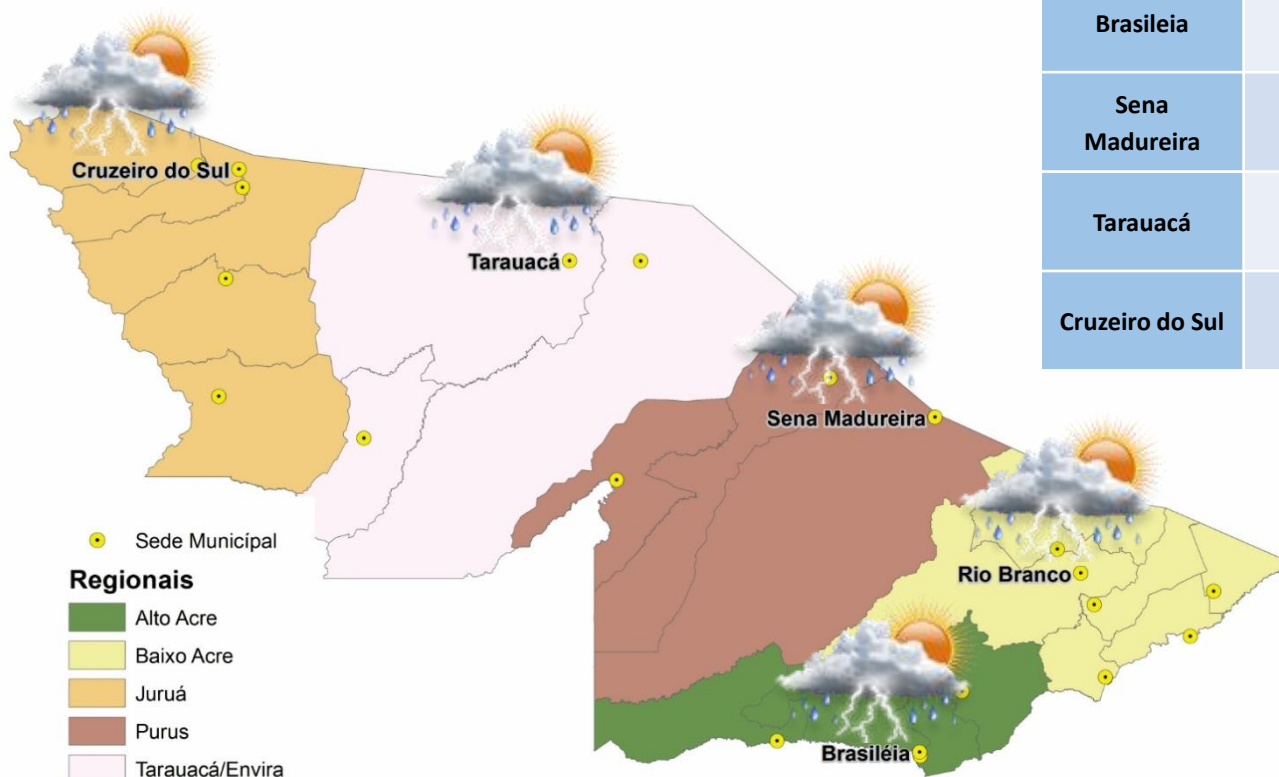 Brasileia
Sena
Madureira
Tarauacá
Cruzeiro do Sul
Cruzeiro do Sul
Tarauacá
Sena Madureira
Rio Branco
Brasiléia
Sede Municípal
Regionais
Alto Acre
Baixo Acre
Juruá
Purus
Tarauacá/Envira